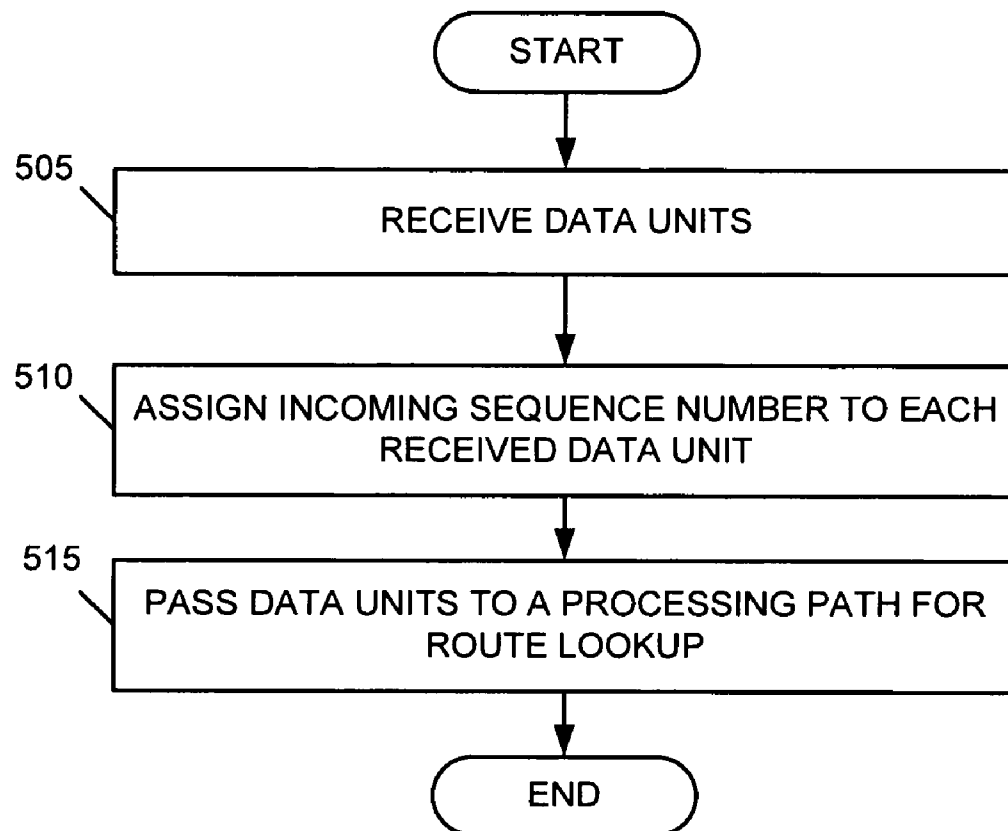 START
505
RECEIVE DATA UNITS
510
ASSIGN INCOMING SEQUENCE NUMBER TO EACH
RECEIVED DATA UNIT
515
PASS DATA UNITS TO A PROCESSING PATH FOR
ROUTE LOOKUP
END